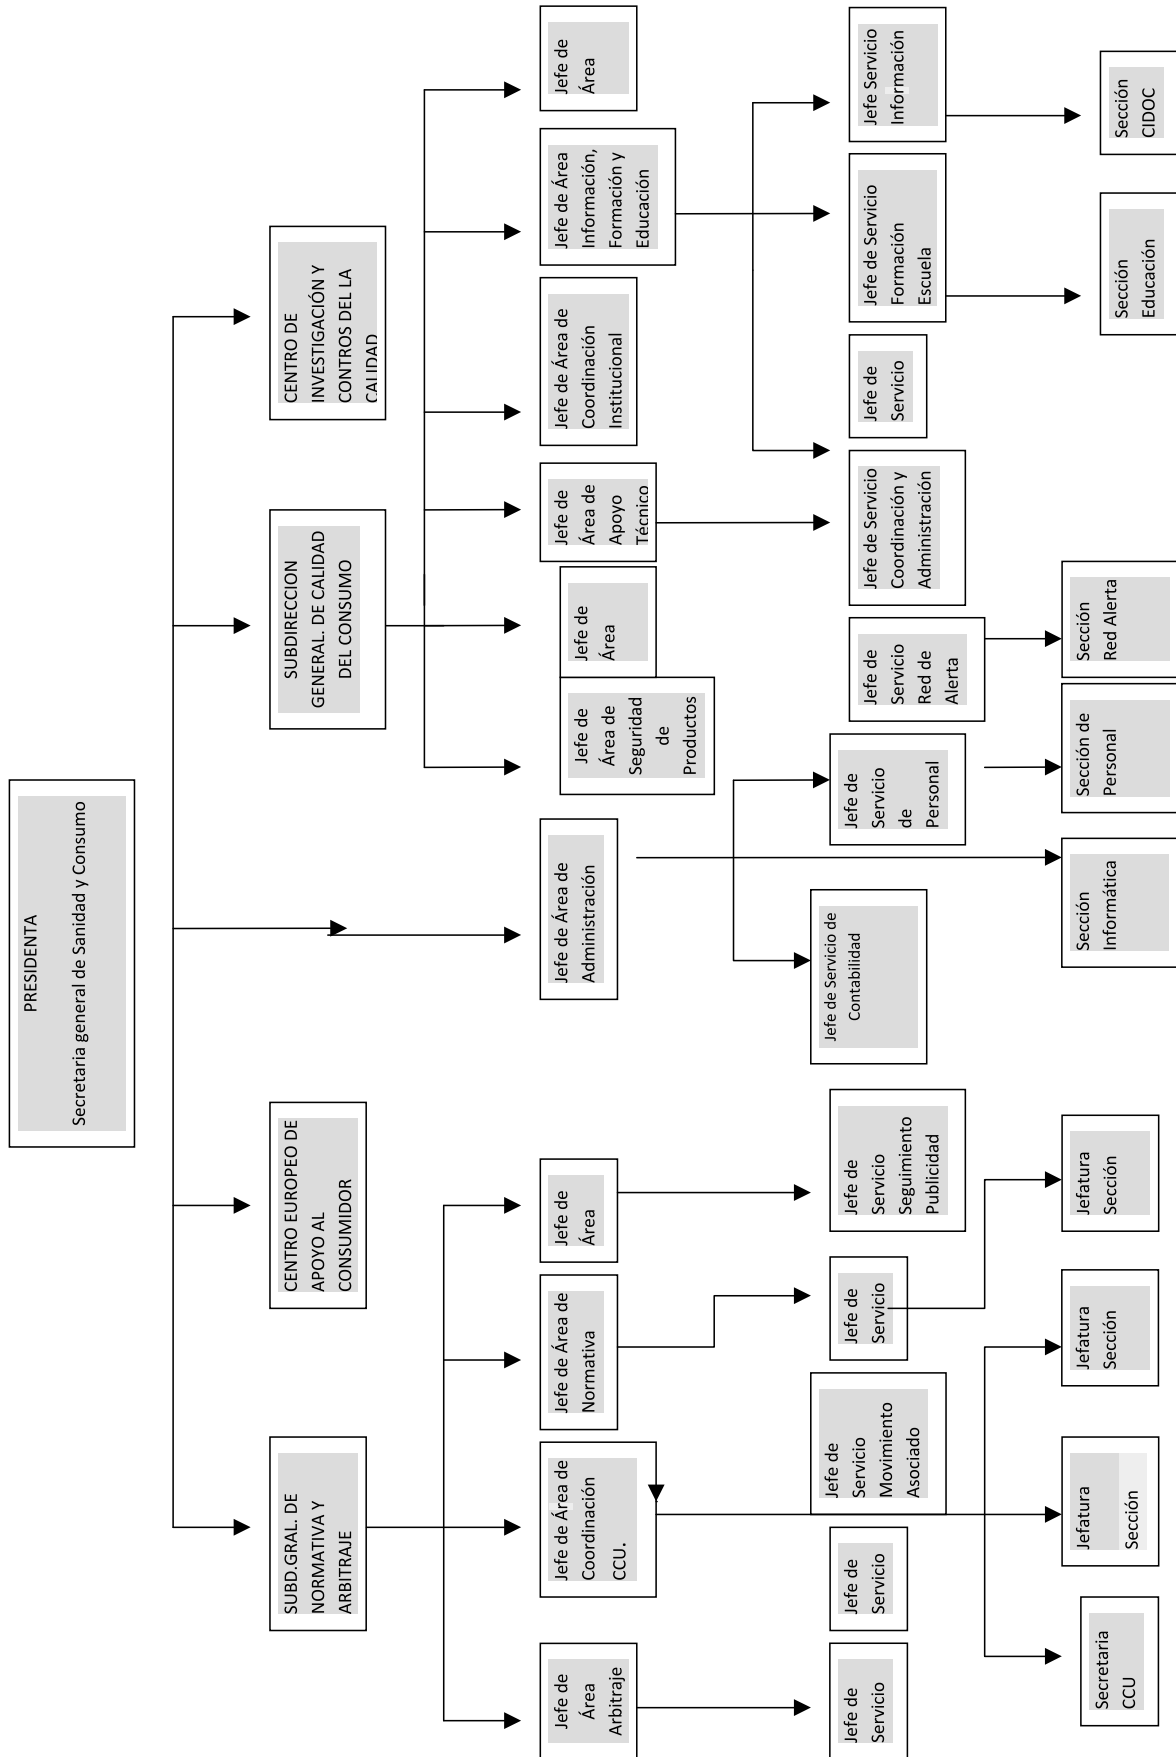 PRESIDENTA
Secretaria general de Sanidad y Consumo
SUBD.GRAL. DE
NORMATIVA Y
ARBITRAJE
CENTRO EUROPEO DE
APOYO AL
CONSUMIDOR
SUBDIRECCION
GENERAL. DE CALIDAD
DEL CONSUMO
CENTRO DE
INVESTIGACIÓN Y
CONTROS DEL LA
CALIDAD
Jefe de
Área
Arbitraje
Jefe de Área de
Coordinación
CCU.
Jefe de Área de
Normativa
Jefe de
Área
Jefe de Área de
Administración
Jefe de
Área de
Seguridad
de
Productos
Jefe de
Área
Jefe de
Área de
Apoyo
Técnico
Jefe de Área de
Coordinación
Institucional
Jefe de Área
Información,
Formación y
Educación
Jefe de
Área
Jefe de
Servicio
Jefe de
Servicio
Jefe de
Servicio
Movimiento
Asociado
Jefe de
Servicio
Jefe de
Servicio
Seguimiento
Publicidad
Jefe de Servicio de
Contabilidad
Jefe de
Servicio
de
Personal
Jefe de
Servicio
Red de
Alerta
Jefe de Servicio
Coordinación y
Administración
Jefe de
Servicio
Jefe de Servicio
Formación
Escuela
Jefe Servicio
Información
Secretaria
CCU
Jefatura
Sección
Jefatura
Sección
Jefatura
Sección
Sección
Informática
Sección de
Personal
Sección
Red Alerta
Sección
Educación
Sección
CIDOC